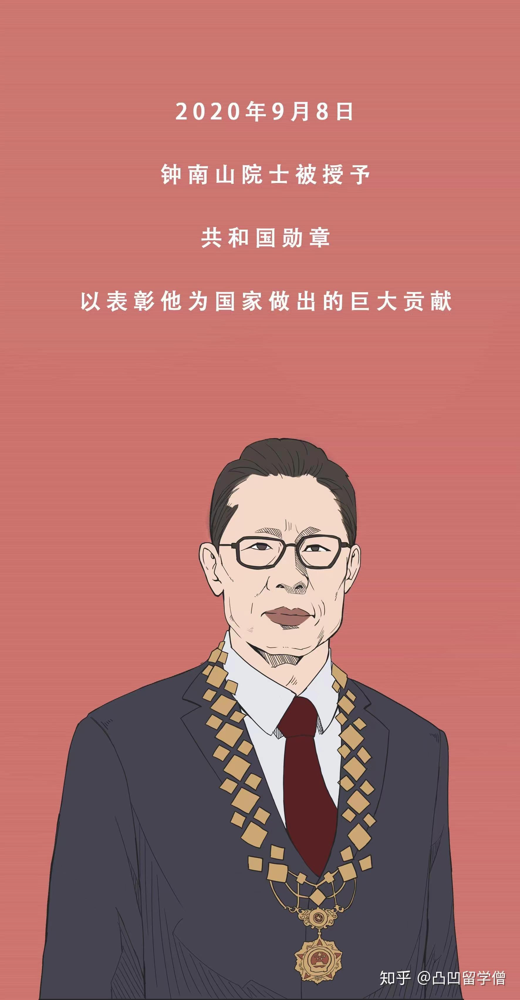 2020年9月8日
钟南山院士被授予
共和国勋章
以表彰他为国家做出的巨大贡献
知乎 @凸凹留学僧